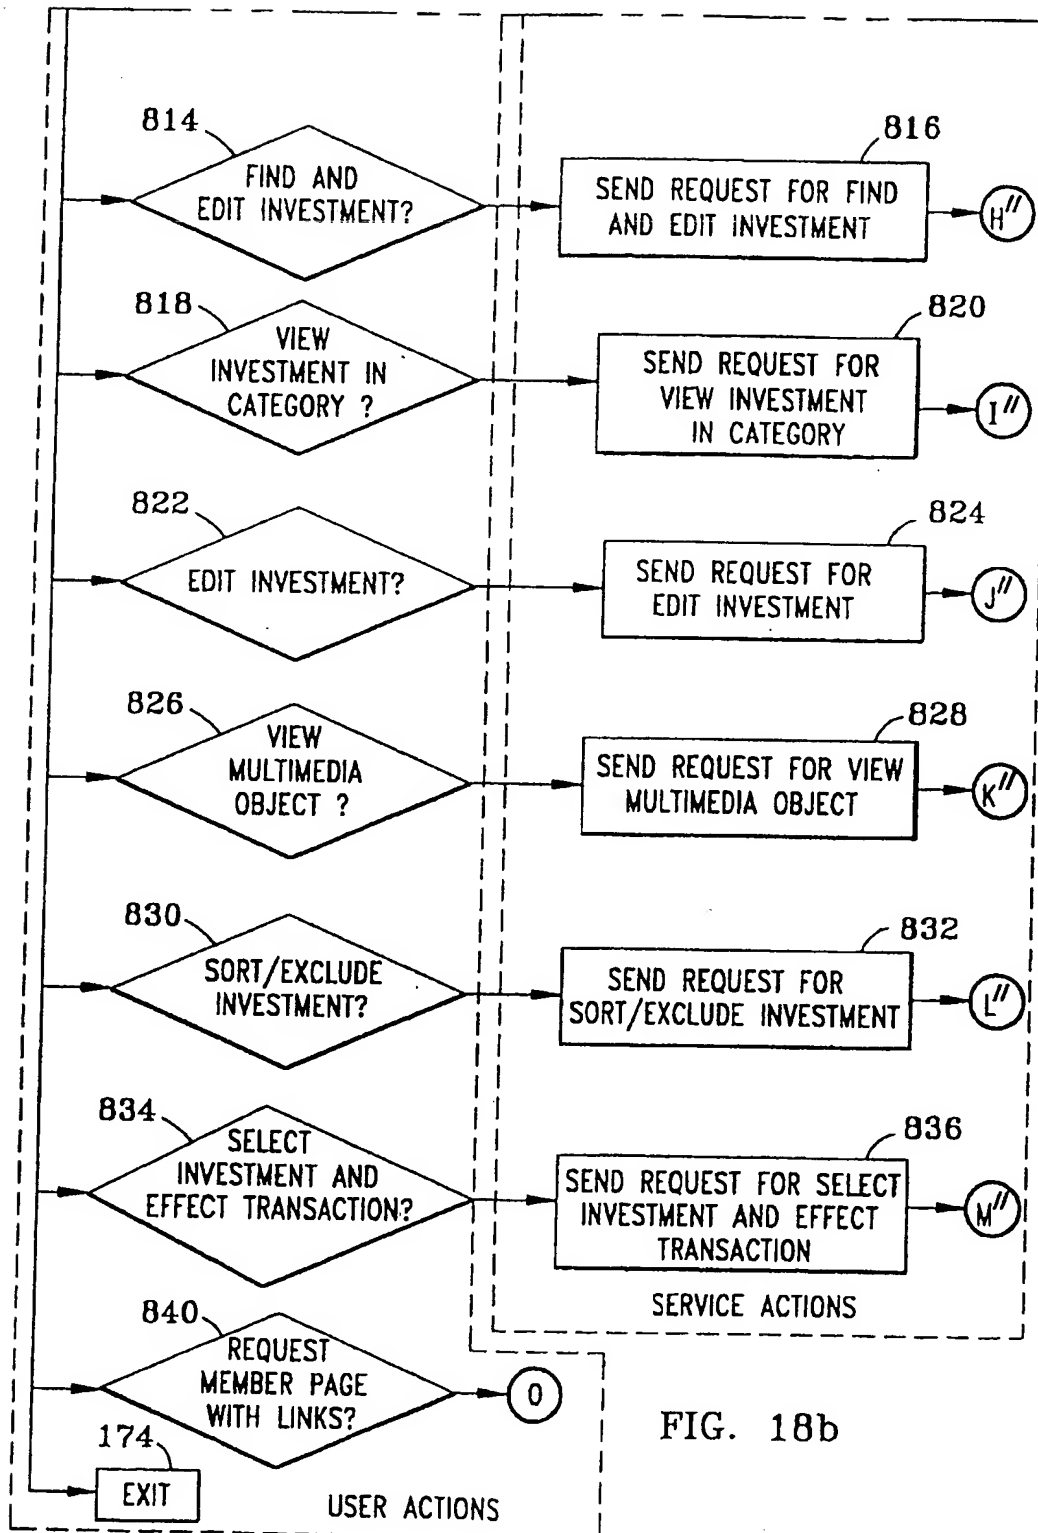 814
FIND AND
EDIT INVESTMENT?
816
SEND REQUEST FOR FIND
AND EDIT INVESTMENT
H"
818
VIEW
INVESTMENT IN
CATEGORY ?
820
SEND REQUEST FOR
VIEW INVESTMENT
IN CATEGORY
I"
822
EDIT INVESTMENT?
824
SEND REQUEST FOR
EDIT INVESTMENT
J"
826
VIEW
MULTIMEDIA
OBJECT ?
828
SEND REQUEST FOR VIEW
MULTIMEDIA OBJECT
K"
830
SORT/EXCLUDE
INVESTMENT?
832
SEND REQUEST FOR
SORT/EXCLUDE INVESTMENT
L"
834
SELECT
INVESTMENT AND
EFFECT TRANSACTION?
836
SEND REQUEST FOR SELECT
INVESTMENT AND EFFECT
TRANSACTION
M"
SERVICE ACTIONS
840
REQUEST
MEMBER PAGE
WITH LINKS?
O
174
EXIT
USER ACTIONS
FIG. 18b